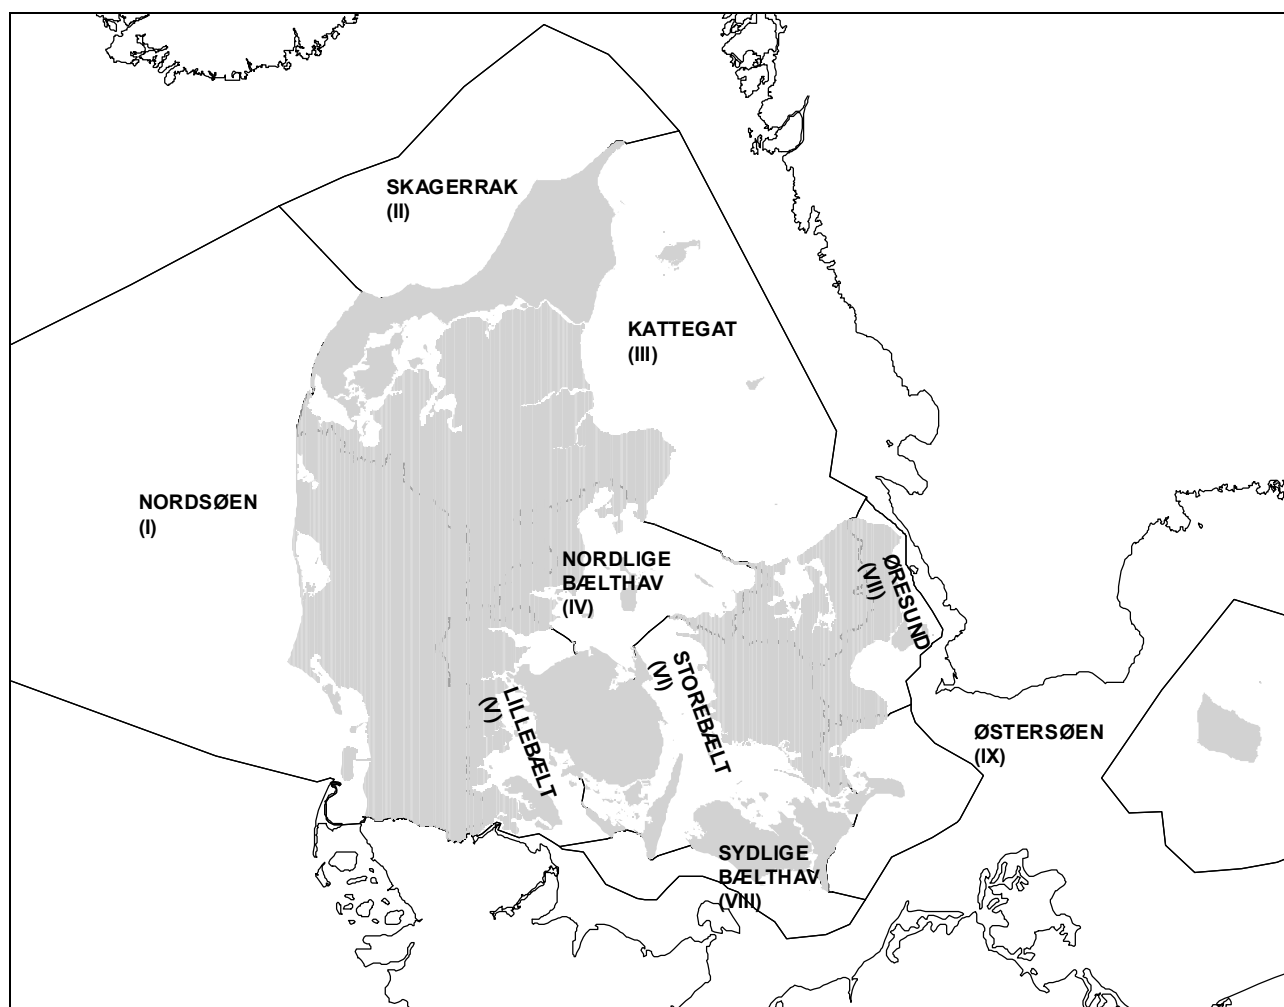 SKAGERRAK
(II)
KATTEGAT
(III)
NORDSØEN
(I)
NORDLIGE
BÆLTHAV
(IV)
ØRESUND
(VII)
STOREBÆLT
(VI)
LILLEBÆLT
(V)
ØSTERSØEN
(IX)
SYDLIGE
BÆLTHAV
(VIII)